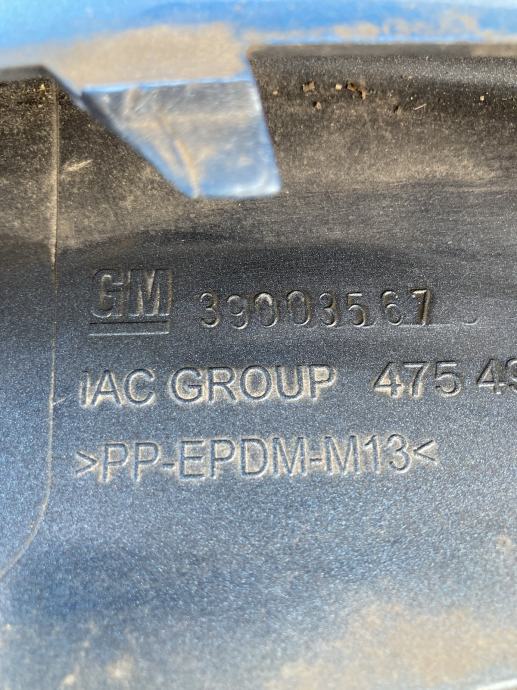 GM 39003567
IAC GROUP 475
>PP-EPDM-M13<